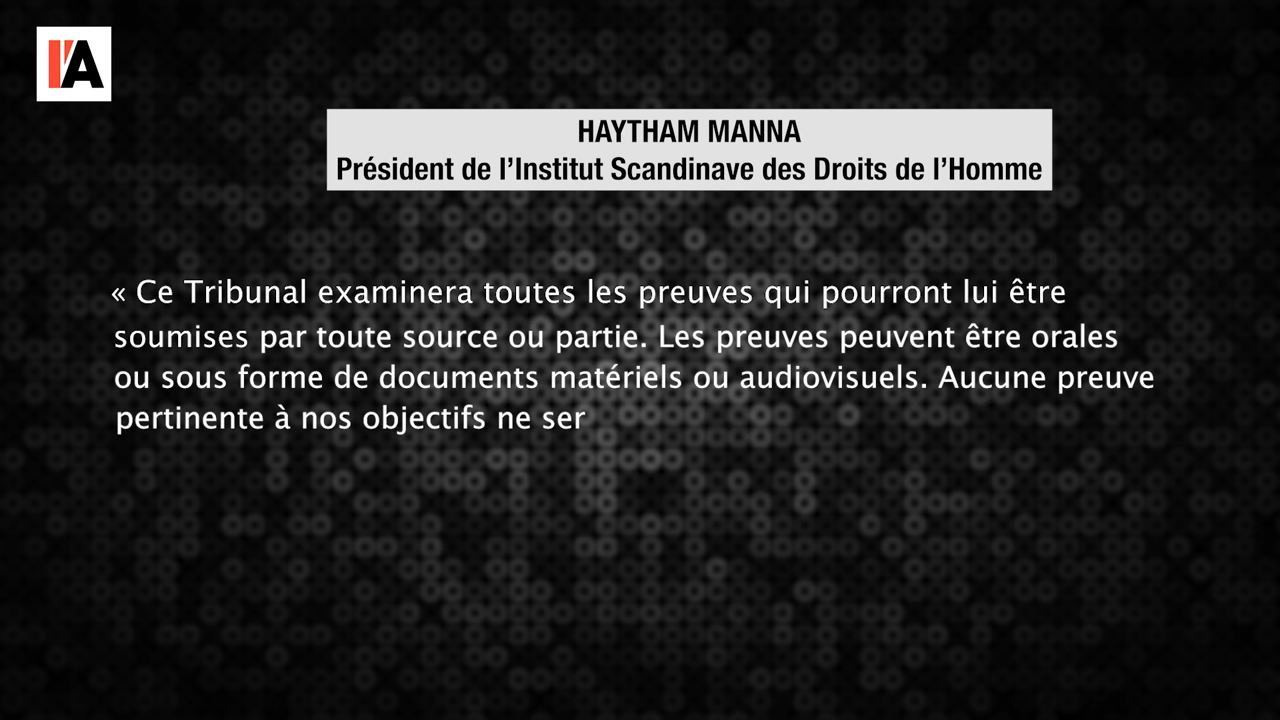 l'A
HAYTHAM MANNA
Président de l’Institut Scandinave des Droits de l’Homme
« Ce Tribunal examinera toutes les preuves qui pourront lui être
soumises par toute source ou partie. Les preuves peuvent être orales
ou sous forme de documents matériels ou audiovisuels. Aucune preuve
pertinente à nos objectifs ne ser